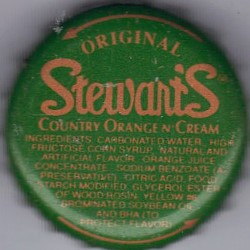 ORIGINAL
Stewart'S
COUNTRY ORANGE N' CREAM
INGREDIENTS: CARBONATED WATER, HIGH
FRUCTOSE CORN SYRUP, NATURAL AND
ARTIFICIAL FLAVOR, ORANGE JUICE
CONCENTRATE, SODIUM BENZOATE (A
PRESERVATIVE), CITRIC ACID, FOOD
STARCH MODIFIED, GLYCEROL ESTER
OF WOOD ROSIN, YELLOW #6,
BROMINATED SOYBEAN OIL
AND BHA (TO
PROTECT FLAVOR)